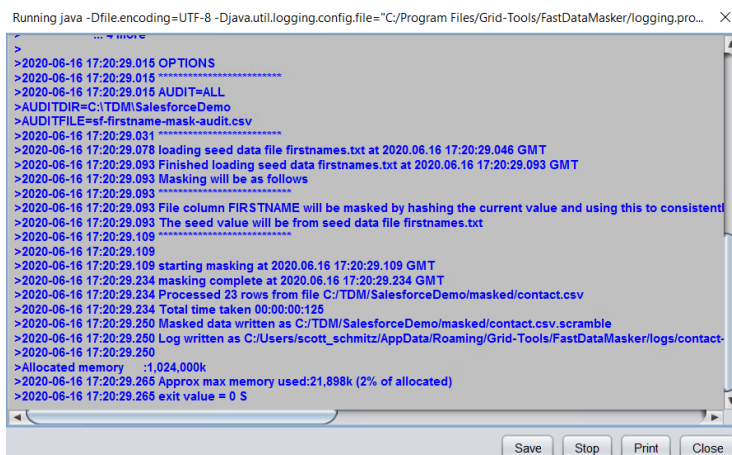 Running java -Dfile.encoding=UTF-8 -Djava.util.logging.config.file="C:/Program Files/Grid-Tools/FastDataMasker/logging.pro...
> ... 4 more
>
>2020-06-16 17:20:29.015 OPTIONS
>2020-06-16 17:20:29.015 **************************
>2020-06-16 17:20:29.015 AUDIT=ALL
>AUDITDIR=C:\TDM\SalesforceDemo
>AUDITFILE=sf-firstname-mask-audit.csv
>2020-06-16 17:20:29.031 **************************
>2020-06-16 17:20:29.078 loading seed data file firstnames.txt at 2020.06.16 17:20:29.046 GMT
>2020-06-16 17:20:29.093 Finished loading seed data firstnames.txt at 2020.06.16 17:20:29.093 GMT
>2020-06-16 17:20:29.093 Masking will be as follows
>2020-06-16 17:20:29.093 ****************************
>2020-06-16 17:20:29.093 File column FIRSTNAME will be masked by hashing the current value and using this to consistentl
>2020-06-16 17:20:29.093 The seed value will be from seed data file firstnames.txt
>2020-06-16 17:20:29.109 ****************************
>2020-06-16 17:20:29.109
>2020-06-16 17:20:29.109 starting masking at 2020.06.16 17:20:29.109 GMT
>2020-06-16 17:20:29.234 masking complete at 2020.06.16 17:20:29.234 GMT
>2020-06-16 17:20:29.234 Processed 23 rows from file C:/TDM/SalesforceDemo/masked/contact.csv
>2020-06-16 17:20:29.234 Total time taken 00:00:00:125
>2020-06-16 17:20:29.250 Masked data written as C:/TDM/SalesforceDemo/masked/contact.csv.scramble
>2020-06-16 17:20:29.250 Log written as C:/Users/scott_schmitz/AppData/Roaming/Grid-Tools/FastDataMasker/logs/contact-
>2020-06-16 17:20:29.250
>Allocated memory :1,024,000k
>2020-06-16 17:20:29.265 Approx max memory used:21,898k (2% of allocated)
>2020-06-16 17:20:29.265 exit value = 0 S
Save Stop Print Close